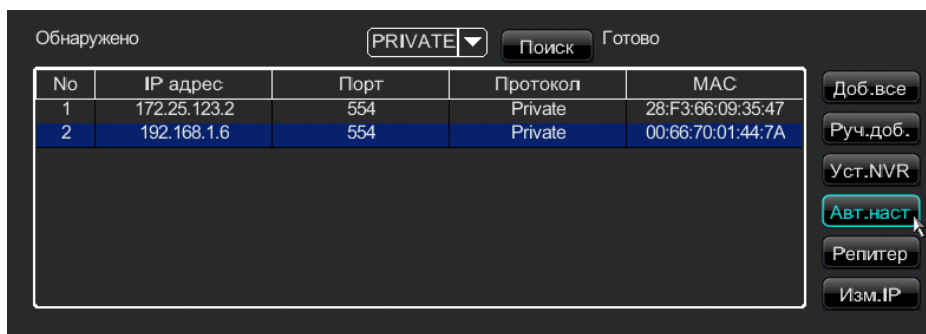 Обнаружено PRIVATE Поиск Готово
No IP адрес Порт Протокол MAC
1 172.25.123.2 554 Private 28:F3:66:09:35:47
2 192.168.1.6 554 Private 00:66:70:01:44:7A
Доб.все
Руч.доб.
Уст.NVR
Авт.наст
Репитер
Изм.IP